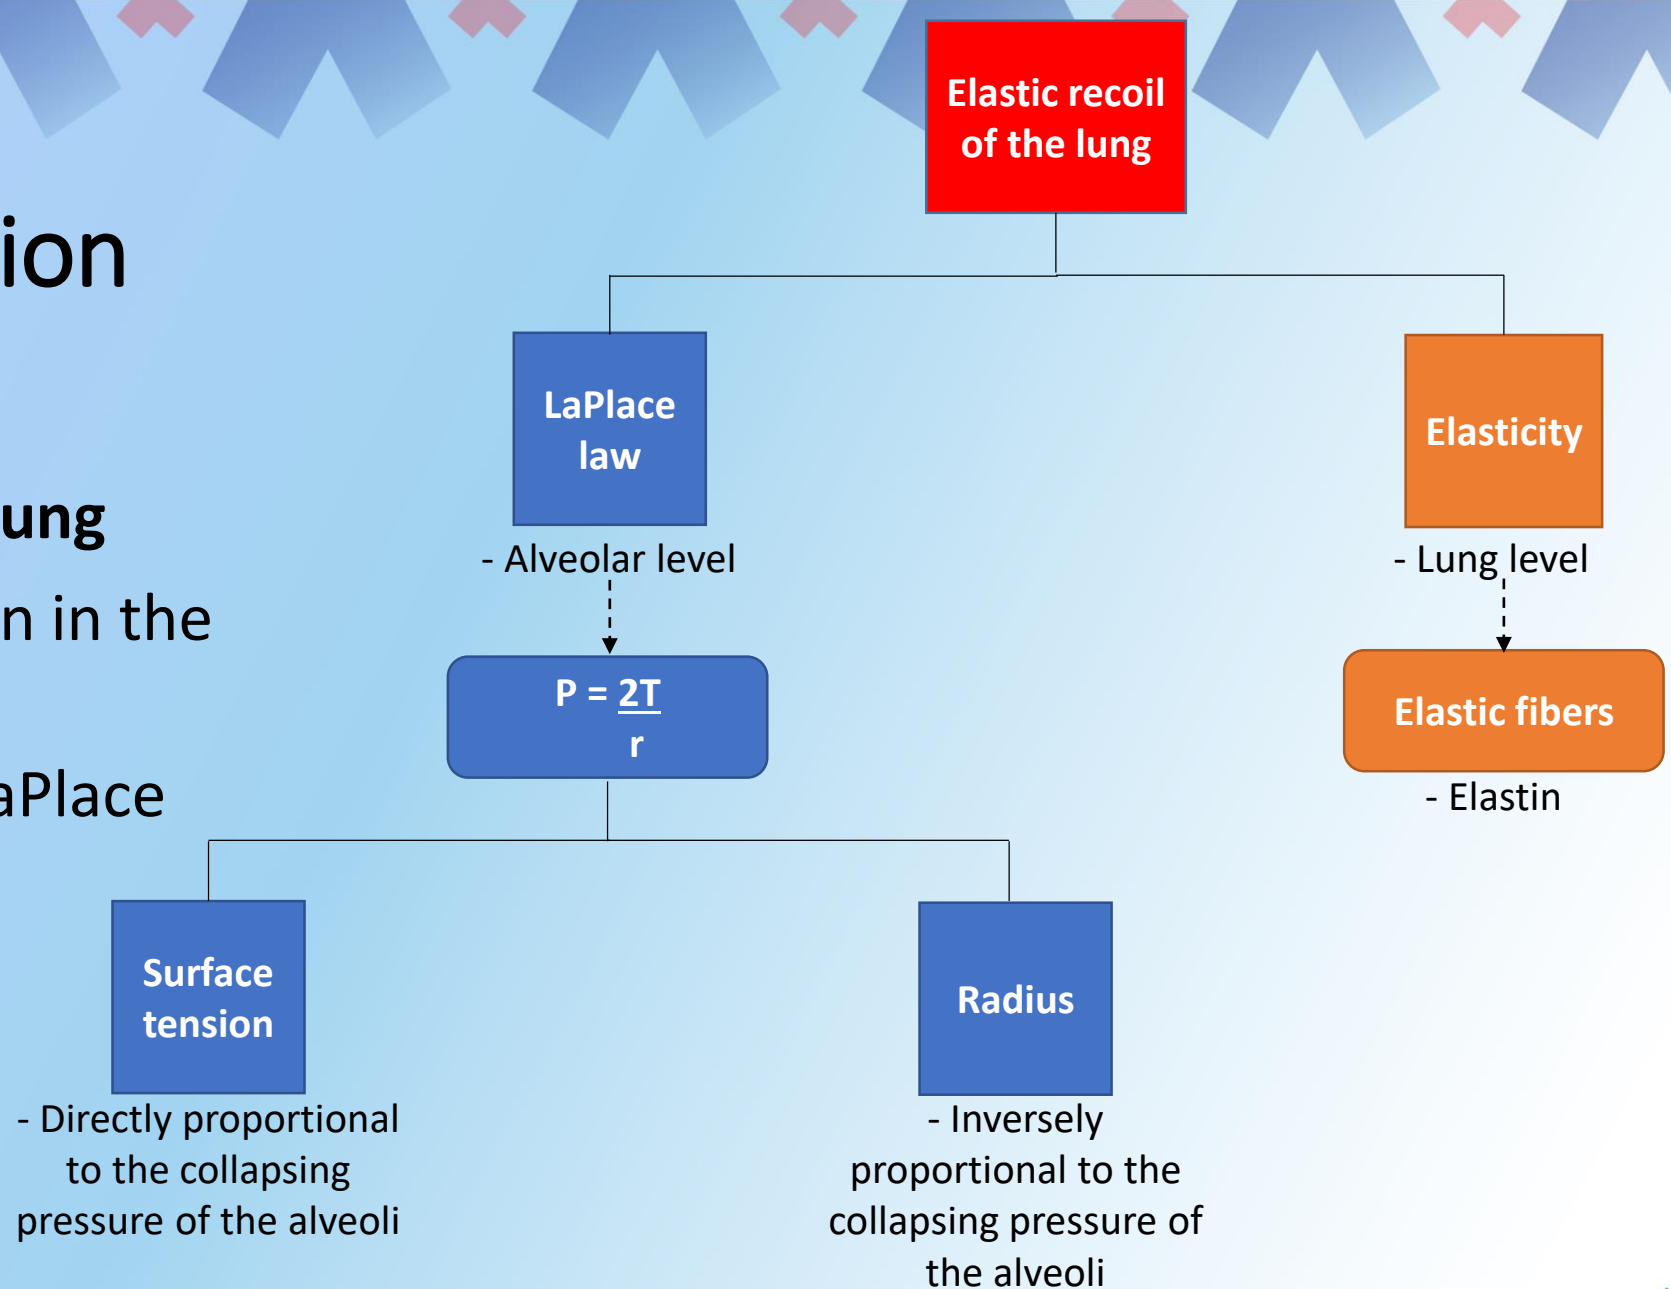 Elastic recoil
of the lung
ion
LaPlace
law
Elasticity
ung
- Alveolar level
- Lung level
n in the
P = 2T
r
Elastic fibers
aPlace
- Elastin
Surface
tension
Radius
- Directly proportional
to the collapsing
pressure of the alveoli
- Inversely
proportional to the
collapsing pressure of
the alveoli